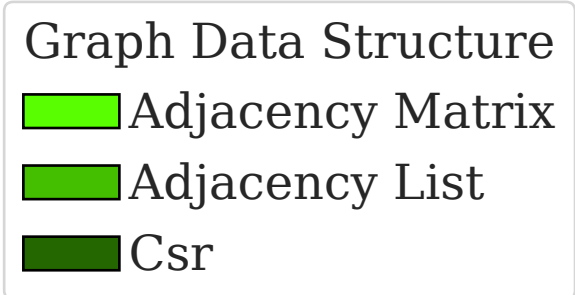 Graph Data Structure
Adjacency Matrix
Adjacency List
Csr